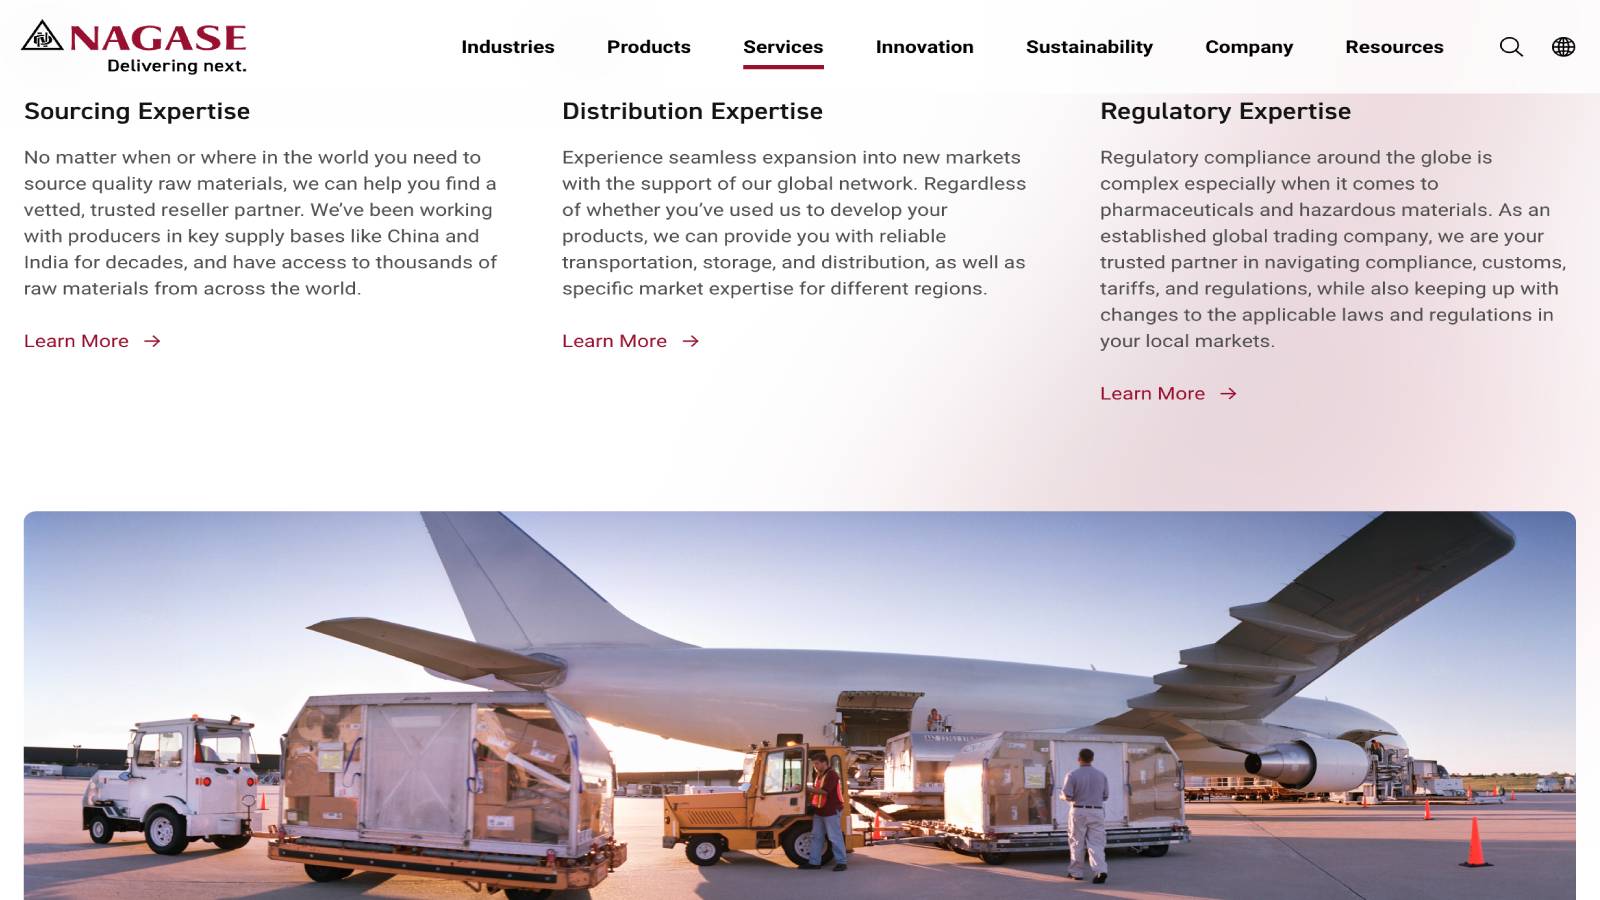 NAGASE
Delivering next.
Industries
Products
Services
Innovation
Sustainability
Company
Resources
Sourcing Expertise
No matter when or where in the world you need to
source quality raw materials, we can help you find a
vetted, trusted reseller partner. We’ve been working
with producers in key supply bases like China and
India for decades, and have access to thousands of
raw materials from across the world.
Learn More
Distribution Expertise
Experience seamless expansion into new markets
with the support of our global network. Regardless
of whether you’ve used us to develop your
products, we can provide you with reliable
transportation, storage, and distribution, as well as
specific market expertise for different regions.
Learn More
Regulatory Expertise
Regulatory compliance around the globe is
complex especially when it comes to
pharmaceuticals and hazardous materials. As an
established global trading company, we are your
trusted partner in navigating compliance, customs,
tariffs, and regulations, while also keeping up with
changes to the applicable laws and regulations in
your local markets.
Learn More